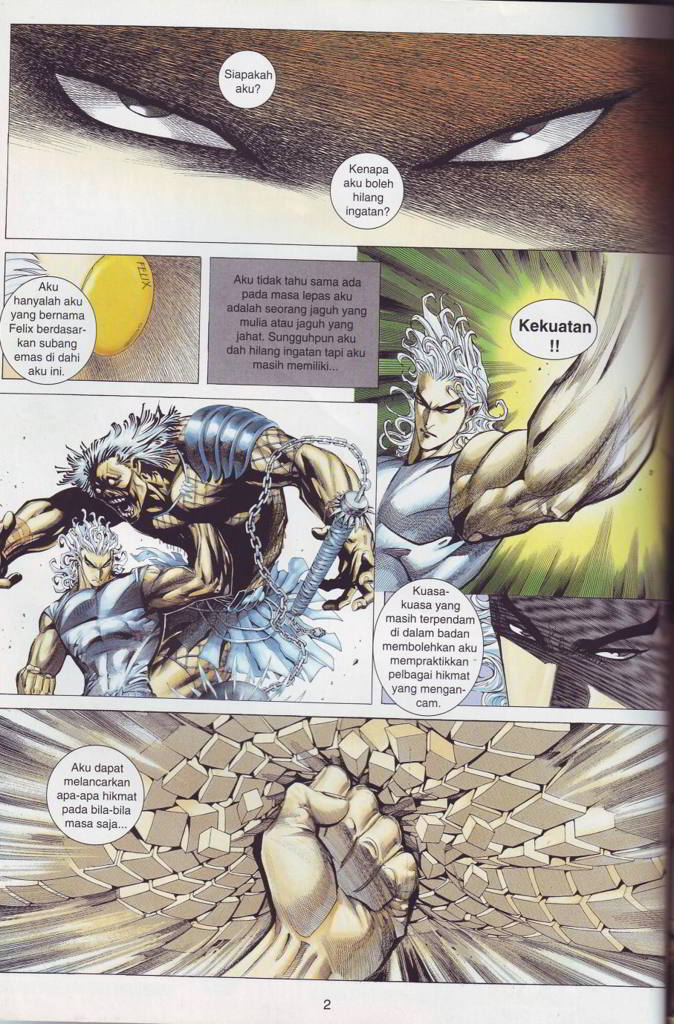 Siapakah
aku?
Kenapa
aku boleh
hilang
ingatan?
Aku
hanyalah aku
yang bernama
Felix berdasar-
kan subang
emas di dahi
aku ini.
FELIX
Aku tidak tahu sama ada
pada masa lepas aku
adalah seorang jaguh yang
mulia atau jaguh yang
jahat. Sungguhpun aku
dah hilang ingatan tapi aku
masih memiliki...
Kekuatan
!!
Kuasa-
kuasa yang
masih terpendam
di dalam badan
membolehkan aku
mempraktikkan
pelbagai hikmat
yang mengan-
cam.
Aku dapat
melancarkan
apa-apa hikmat
pada bila-bila
masa saja...
2